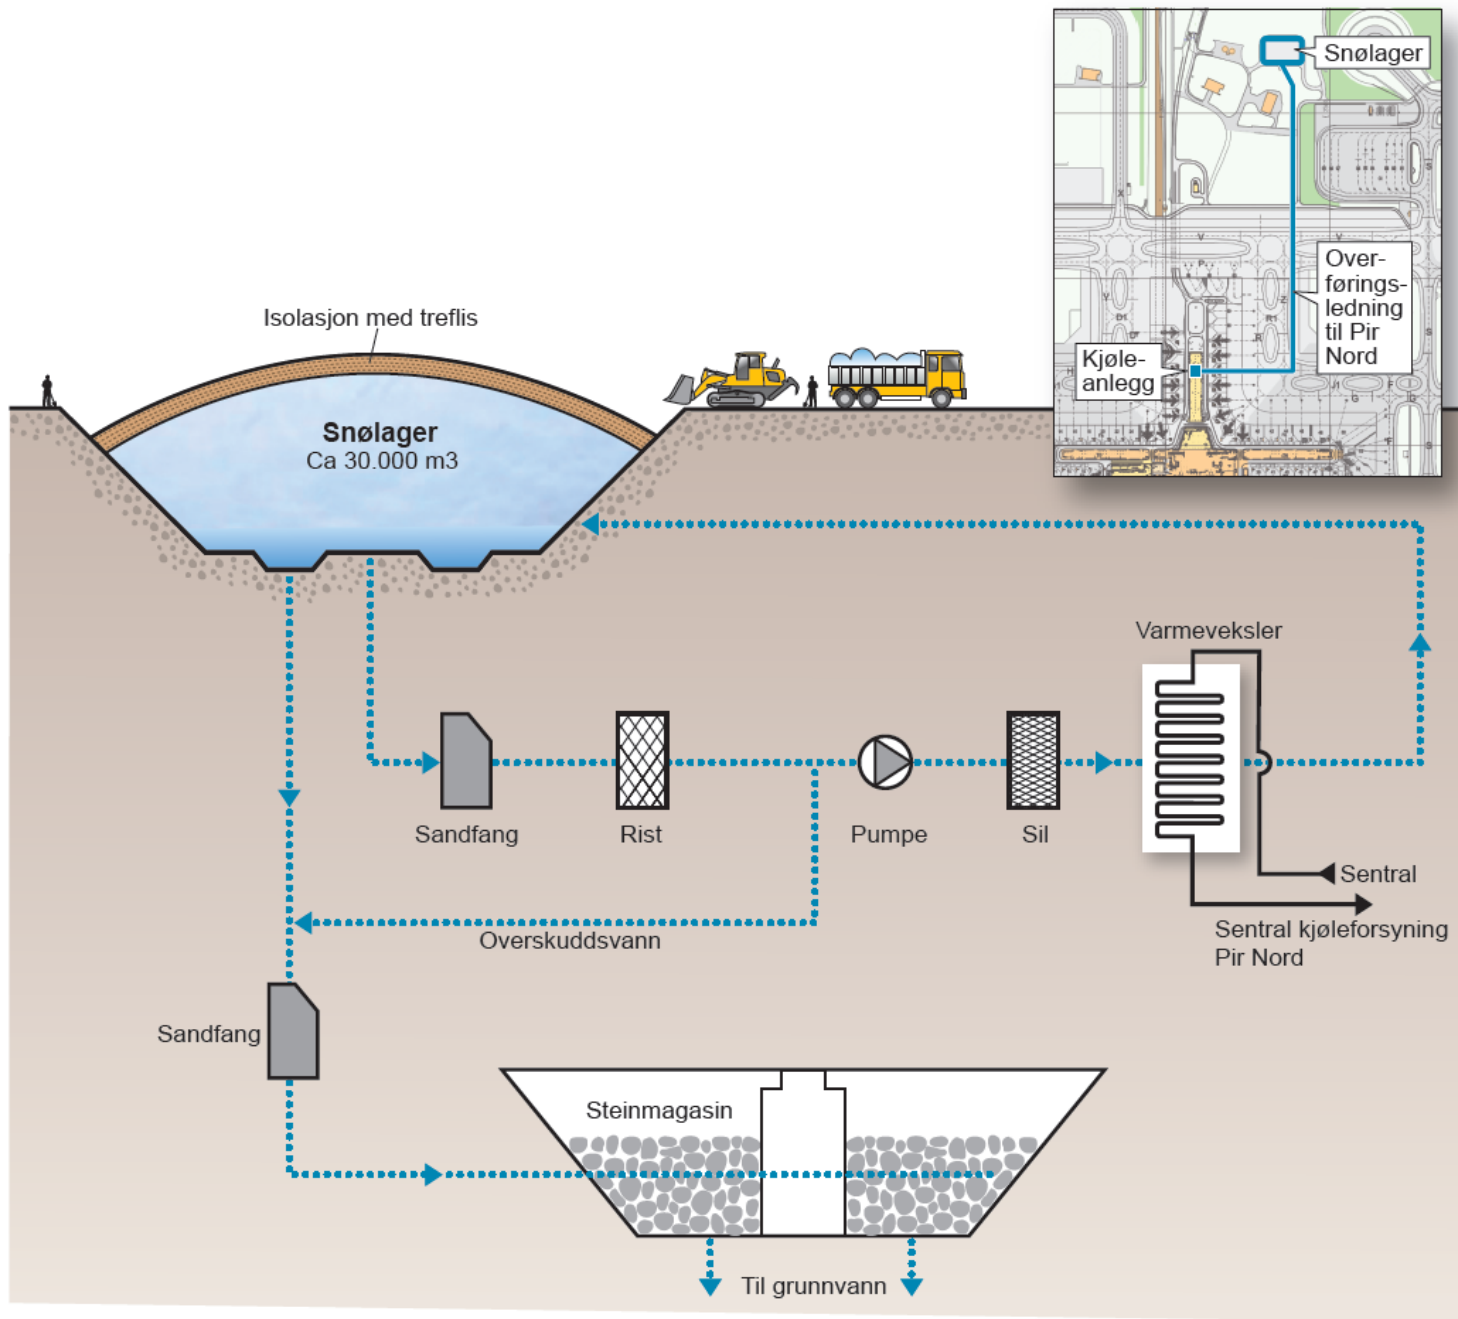 Snølager
Over-
førings-
ledning
til Pir
Nord
Kjøle-
anlegg
Isolasjon med treflis
Snølager
Ca 30.000 m3
Varmeveksler
Sandfang
Rist
Pumpe
Sil
Sentral
Sentral kjøleforsyning
Pir Nord
Overskuddsvann
Sandfang
Steinmagasin
Til grunnvann